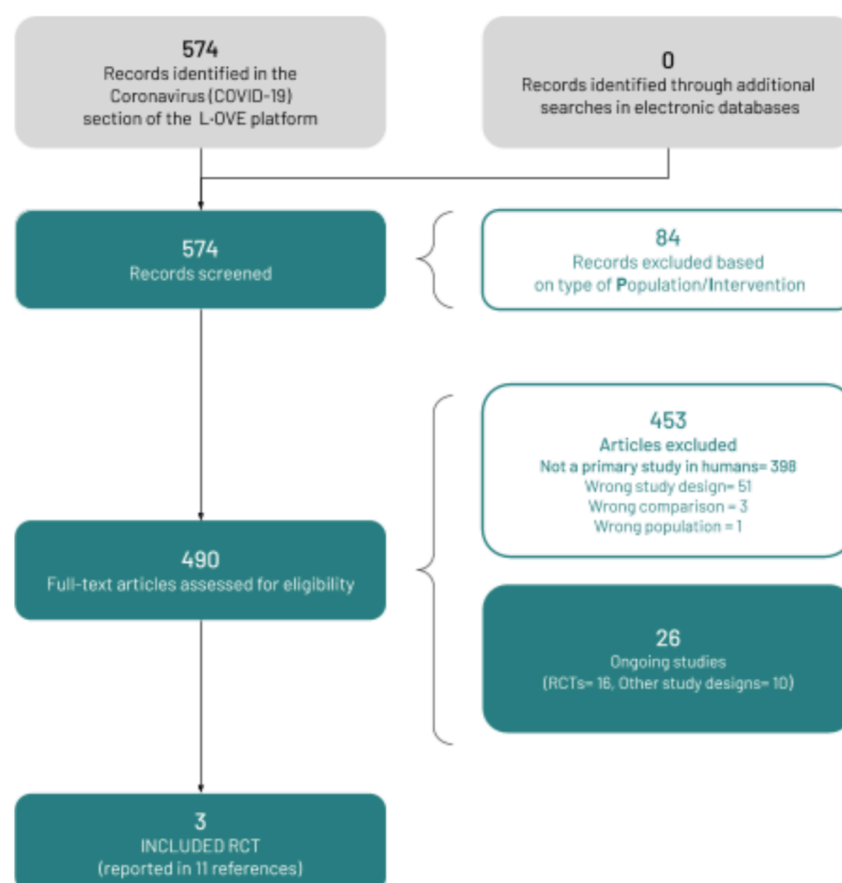 574
Records identified in the
Coronavirus (COVID-19)
section of the L·OVE platform
0
Records identified through additional
searches in electronic databases
574
Records screened
84
Records excluded based
on type of Population/Intervention
453
Articles excluded
Not a primary study in humans= 398
Wrong study design= 51
Wrong comparison = 3
Wrong population = 1
490
Full-text articles assessed for eligibility
26
Ongoing studies
(RCTs= 16, Other study designs= 10)
3
INCLUDED RCT
(reported in 11 references)